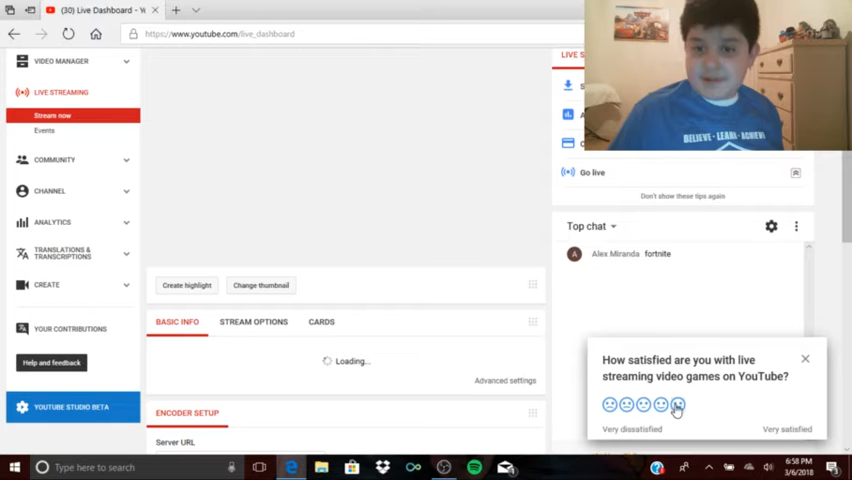 (30) Live Dashboard - Yo
https://www.youtube.com/live_dashboard
VIDEO MANAGER
LIVE STREAMING
Stream now
Events
COMMUNITY
CHANNEL
ANALYTICS
TRANSLATIONS &
TRANSCRIPTIONS
CREATE
YOUR CONTRIBUTIONS
Help and feedback
YOUTUBE STUDIO BETA
Create highlight
Change thumbnail
BASIC INFO
STREAM OPTIONS
CARDS
Loading...
Advanced settings
ENCODER SETUP
Server URL
LIVE S
BELIEVE - LEARN - ACHIEVE
Go live
Don't show these tips again
Top chat
A Alex Miranda fortnite
How satisfied are you with live
streaming video games on YouTube?
Very dissatisfied
Very satisfied
Type here to search
6:58 PM
3/6/2018